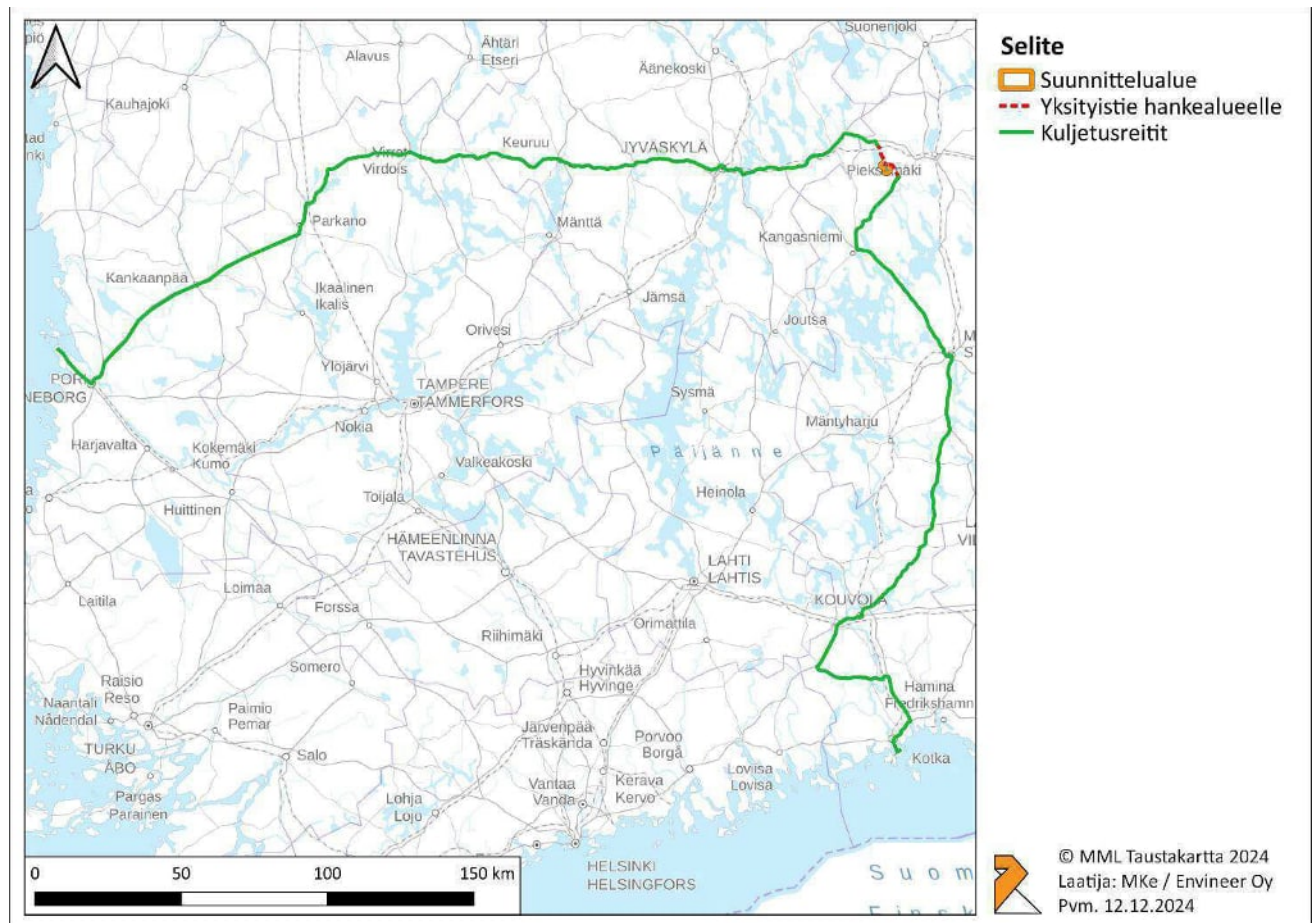 Suonenjoki
Ähtäri
Etseri
Alavus
Äänekoski
Kauhajoki
Keuruu
JYVÄSKYLÄ
Virrat
Virdois
Pieksämäki
Parkano
Mänttä
Kangasniemi
Kankaanpää
Ikaalinen
Ikalis
Jämsä
Joutsa
Orivesi
Ylöjärvi
PORI
NEBORG
TAMPERE
TAMMERFORS
Sysmä
Nokia
Mäntyharju
Harjavalta
Kokemäki
Kumo
Päijänne
Valkeakoski
Heinola
Toijala
Huittinen
HÄMEENLINNA
TAVASTEHUS
LAHTI
LAHTIS
Loimaa
Laitila
Forssa
KOUVOLA
Orimattila
Riihimäki
Somero
Hyvinkää
Hyvinge
Raisio
Reso
Hamina
Fredrikshamn
Naantali
Nådendal
Paimio
Pemar
Järvenpää
Träskända
Porvoo
Borgå
TURKU
ÅBO
Salo
Loviisa
Lovisa
Kotka
Vantaa
Vanda
Kerava
Kervo
Pargas
Parainen
Lohja
Lojo
HELSINKI
HELSINGFORS
Suom
Finsk
0 50 100 150 km
Selite
Suunnittelualue
Yksityistie hankealueelle
Kuljetusreitit
© MML Taustakartta 2024
Laatija: MKe / Envineer Oy
Pvm. 12.12.2024